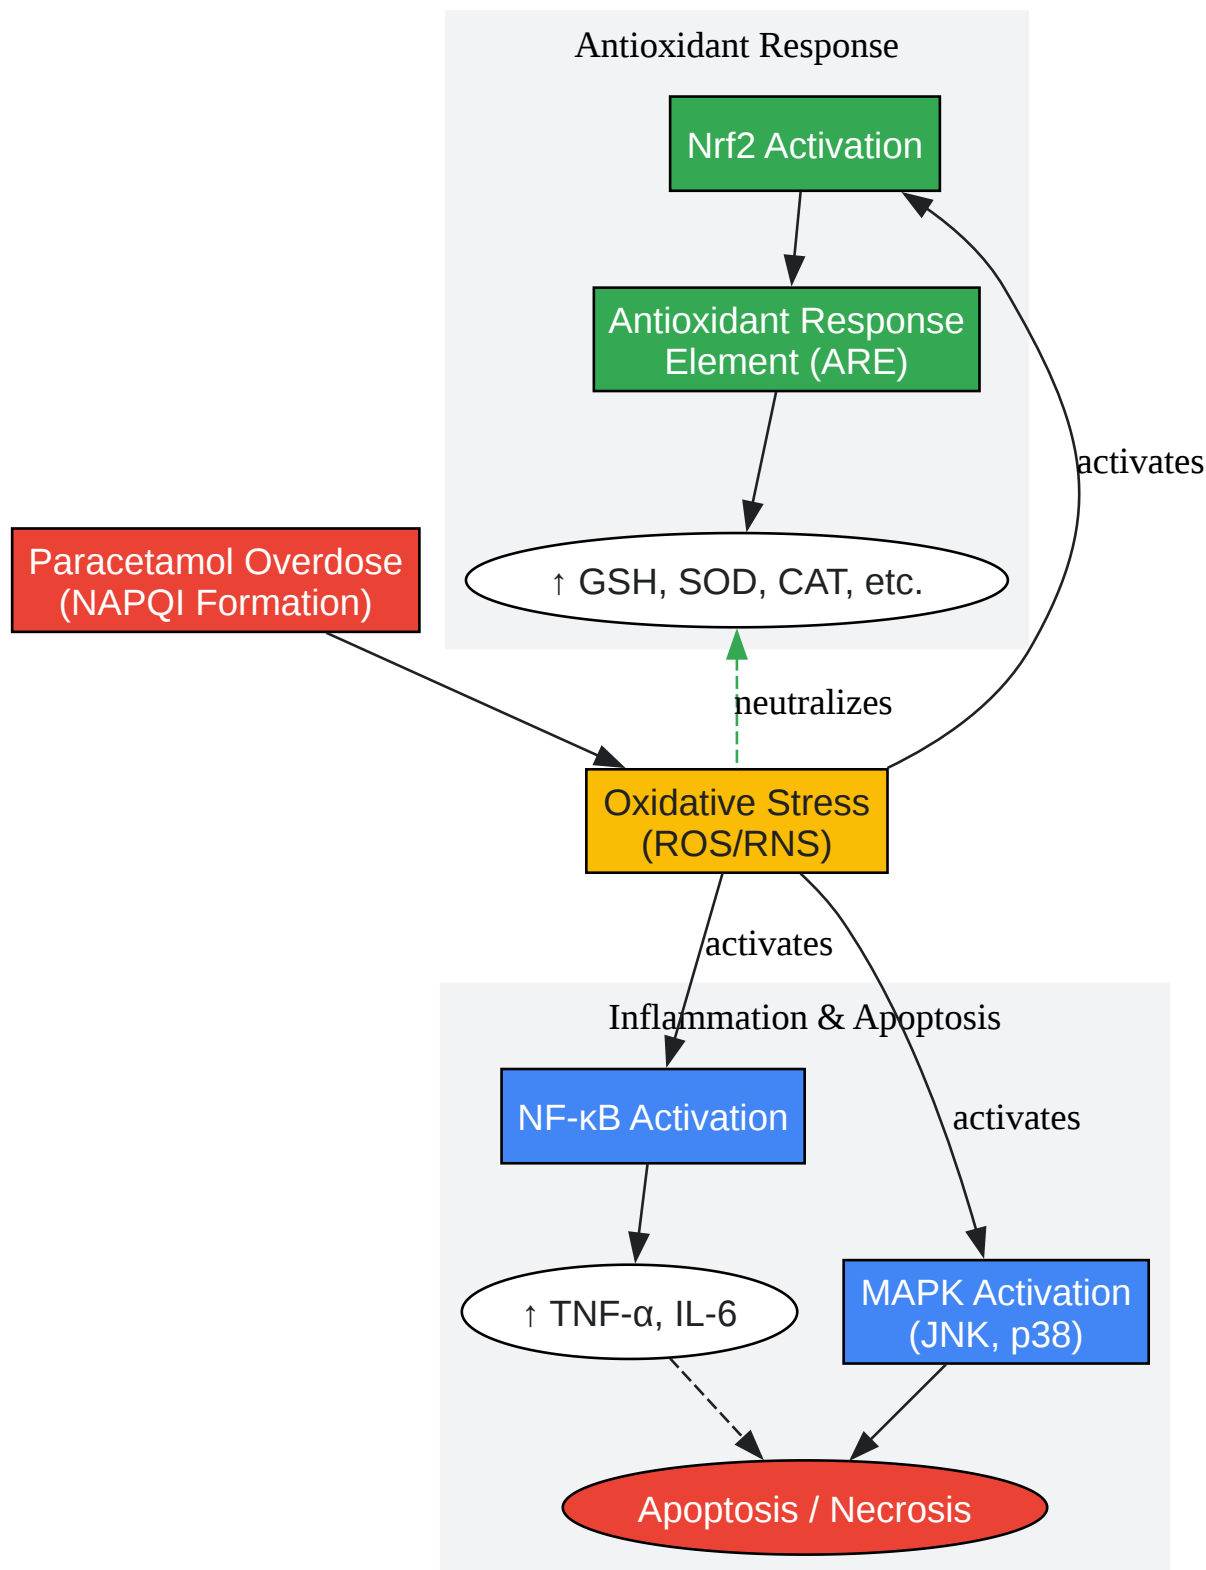 Antioxidant Response
Nrf2 Activation
Antioxidant Response
Element (ARE)
activates
Paracetamol Overdose
(NAPQI Formation)
↑ GSH, SOD, CAT, etc.
neutralizes
Oxidative Stress
(ROS/RNS)
activates
Inflammation & Apoptosis
NF-κB Activation
activates
↑ TNF-α, IL-6
MAPK Activation
(JNK, p38)
Apoptosis / Necrosis